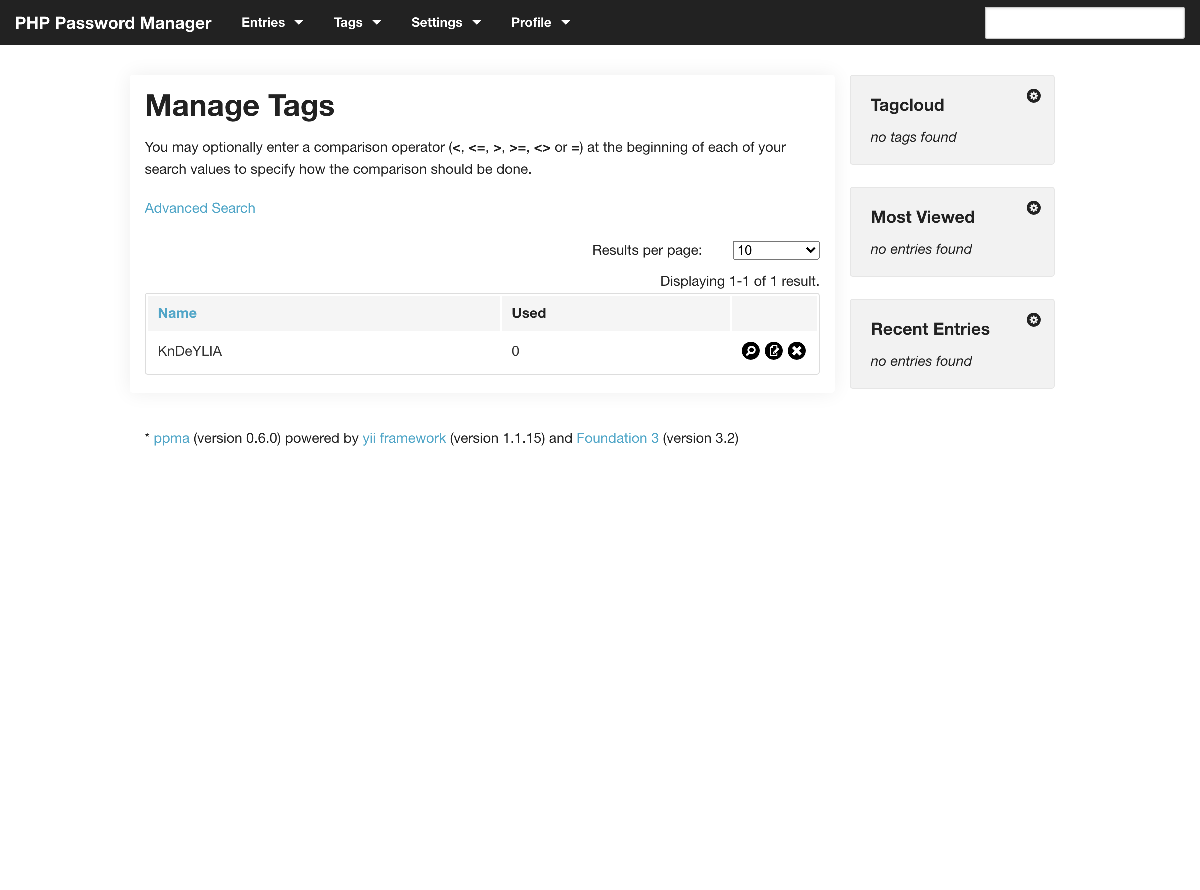 PHP Password Manager Entries Tags Settings Profile
Manage Tags
You may optionally enter a comparison operator (<, <=, >, >=, <> or =) at the beginning of each of your
search values to specify how the comparison should be done.
Advanced Search
Results per page: 10
Displaying 1-1 of 1 result.
Name Used
KnDeYLIA 0
Tagcloud
no tags found
Most Viewed
no entries found
Recent Entries
no entries found
* ppma (version 0.6.0) powered by yii framework (version 1.1.15) and Foundation 3 (version 3.2)